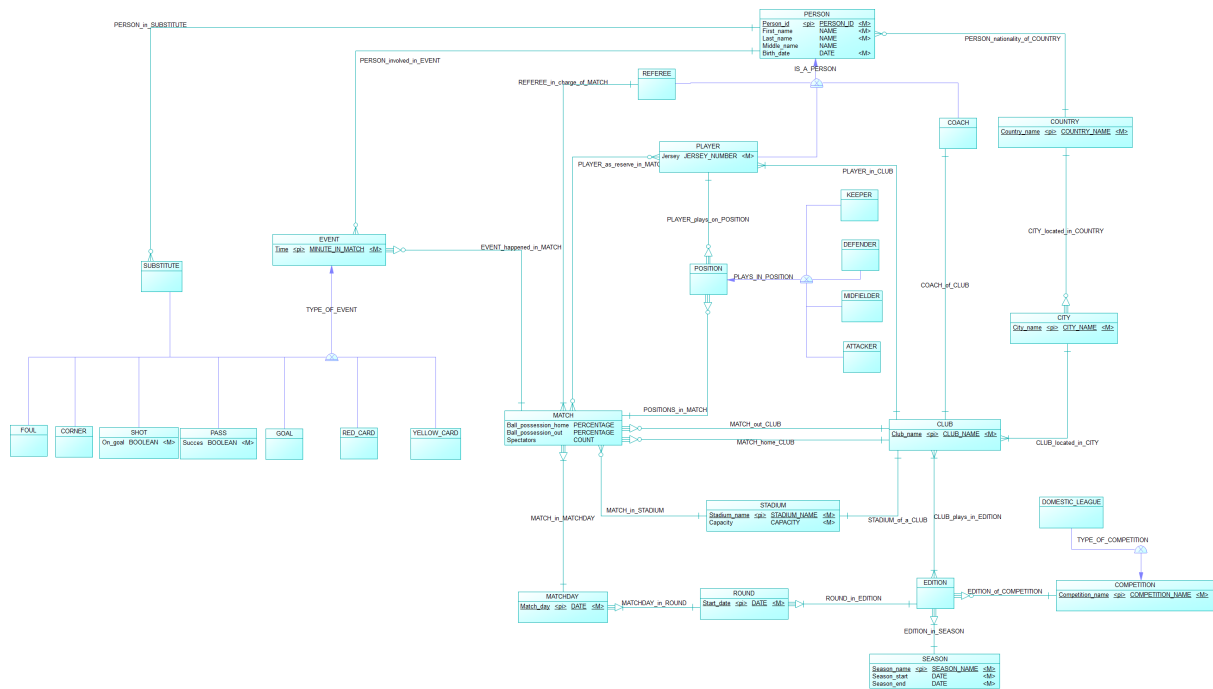 PERSON
Person_id <pi> PERSON_ID <M>
First_name NAME <M>
Last_name NAME <M>
Middle_name NAME
Birth_date DATE <M>
PERSON_in_SUBSTITUTE
PERSON_nationality_of_COUNTRY
PERSON_involved_in_EVENT
IS_A_PERSON
REFEREE
REFEREE_in_charge_of_MATCH
COACH
COUNTRY
Country_name <pi> COUNTRY_NAME <M>
PLAYER
Jersey JERSEY_NUMBER <M>
PLAYER_as_reserve_in_MATC
PLAYER_in_CLUB
KEEPER
PLAYER_plays_on_POSITION
CITY_located_in_COUNTRY
EVENT
Time <pi> MINUTE_IN_MATCH <M>
EVENT_happened_in_MATCH
DEFENDER
SUBSTITUTE
POSITION
PLAYS_IN_POSITION
COACH_of_CLUB
MIDFIELDER
TYPE_OF_EVENT
CITY
City_name <pi> CITY_NAME <M>
ATTACKER
MATCH
Ball_possession_home PERCENTAGE
Ball_possession_out PERCENTAGE
Spectators COUNT
POSITIONS_in_MATCH
MATCH_out_CLUB
MATCH_home_CLUB
CLUB
Club_name <pi> CLUB_NAME <M>
CLUB_located_in_CITY
FOUL
CORNER
SHOT
On_goal BOOLEAN <M>
PASS
Succes BOOLEAN <M>
GOAL
RED_CARD
YELLOW_CARD
STADIUM
Stadium_name <pi> STADIUM_NAME <M>
Capacity CAPACITY <M>
MATCH_in_STADIUM
MATCH_in_MATCHDAY
STADIUM_of_a_CLUB
CLUB_plays_in_EDITION
DOMESTIC_LEAGUE
TYPE_OF_COMPETITION
MATCHDAY
Match_day <pi> DATE <M>
MATCHDAY_in_ROUND
ROUND
Start_date <pi> DATE <M>
ROUND_in_EDITION
EDITION
EDITION_of_COMPETITION
COMPETITION
Competition_name <pi> COMPETITION_NAME <M>
EDITION_in_SEASON
SEASON
Season_name <pi> SEASON_NAME <M>
Season_start DATE <M>
Season_end DATE <M>